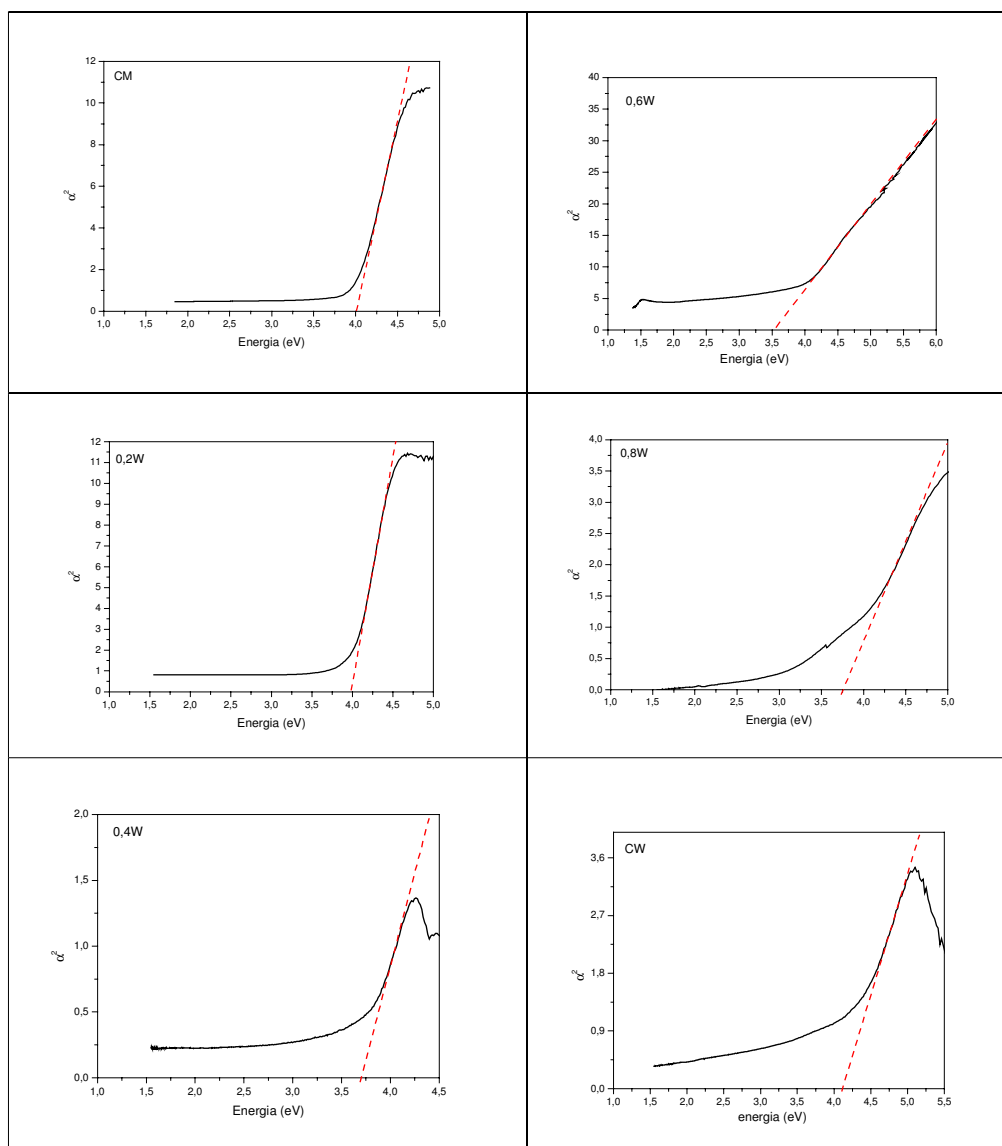 CM
12
10
8
6
4
2
0
α²
1,0 1,5 2,0 2,5 3,0 3,5 4,0 4,5 5,0
Energia (eV)
0,6W
40
35
30
25
20
15
10
5
0
α²
1,0 1,5 2,0 2,5 3,0 3,5 4,0 4,5 5,0 5,5 6,0
Energia (eV)
0,2W
12
11
10
9
8
7
6
5
4
3
2
1
0
α²
1,0 1,5 2,0 2,5 3,0 3,5 4,0 4,5 5,0
Energia (eV)
0,8W
4,0
3,5
3,0
2,5
2,0
1,5
1,0
0,5
0,0
α²
1,0 1,5 2,0 2,5 3,0 3,5 4,0 4,5 5,0
Energia (eV)
0,4W
2,0
1,5
1,0
0,5
0,0
α²
1,0 1,5 2,0 2,5 3,0 3,5 4,0 4,5
Energia (eV)
CW
3,6
2,7
1,8
0,9
0,0
α²
1,0 1,5 2,0 2,5 3,0 3,5 4,0 4,5 5,0 5,5
energia (eV)